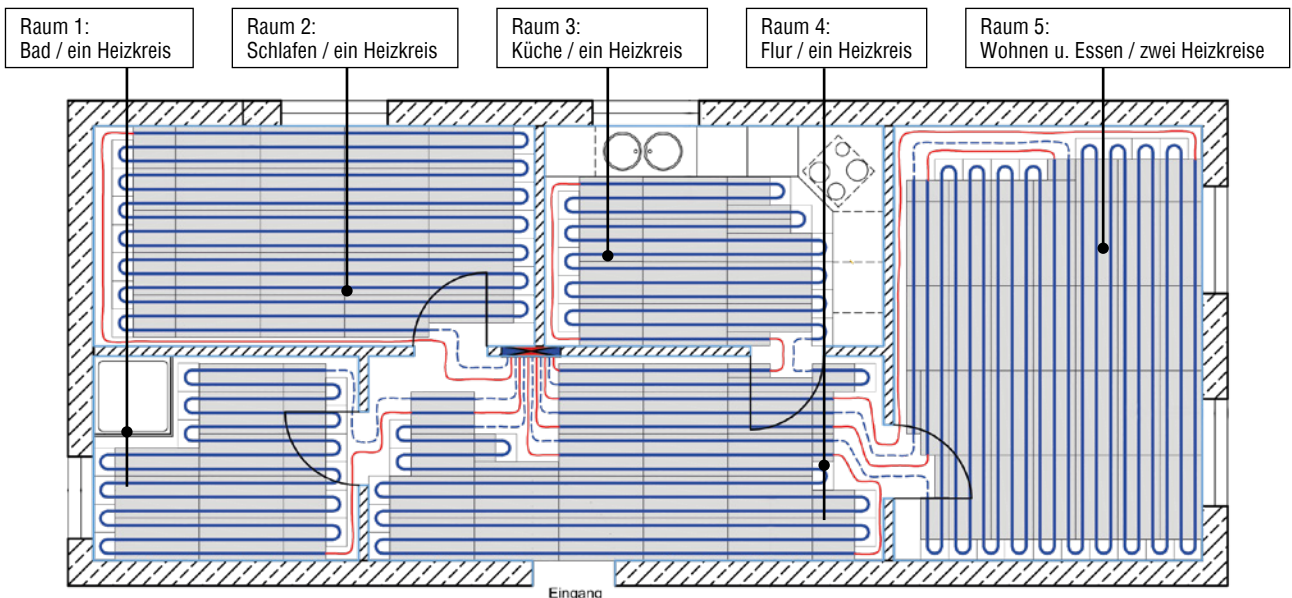 Raum 1:
Bad / ein Heizkreis
Raum 2:
Schlafen / ein Heizkreis
Raum 3:
Küche / ein Heizkreis
Raum 4:
Flur / ein Heizkreis
Raum 5:
Wohnen u. Essen / zwei Heizkreise
Eingang